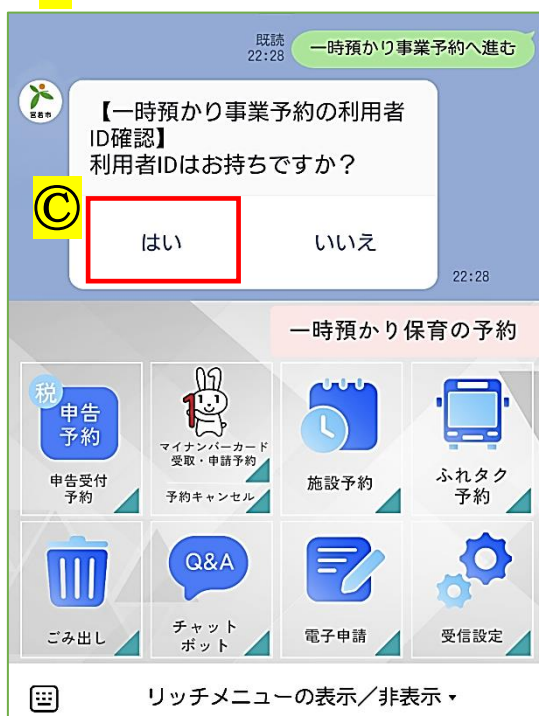 既読
22:28
一時預かり事業予約へ進む
宮若市
【一時預かり事業予約の利用者
ID確認】
利用者IDはお持ちですか?
Ⓒ
はい
いいえ
22:28
一時預かり保育の予約
税
申告
予約
申告受付
予約
1
マイナンバーカード
受取・申請予約
予約キャンセル
施設予約
ふれタク
予約
ごみ出し
Q&A
チャット
ボット
電子申請
受信設定
リッチメニューの表示/非表示▾